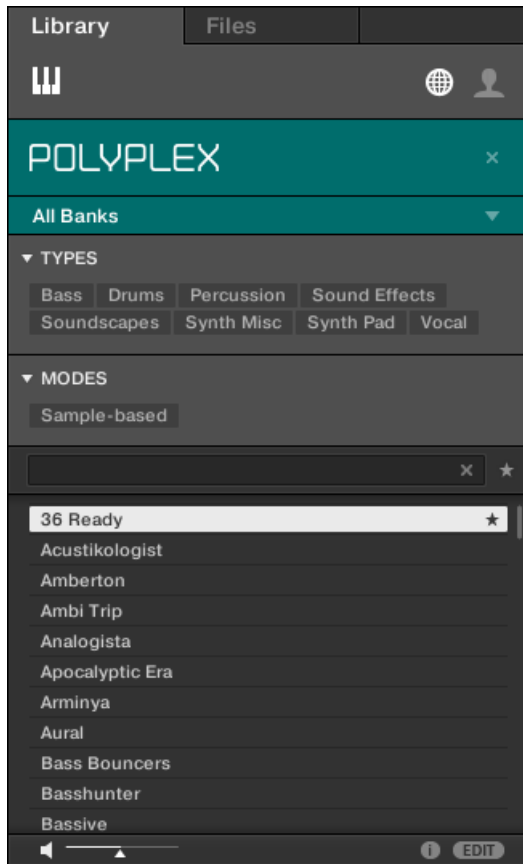 Library Files
POLYPLEX
All Banks
TYPES
Bass Drums Percussion Sound Effects
Soundscapes Synth Misc Synth Pad Vocal
MODES
Sample-based
36 Ready
Acustikologist
Amberton
Ambi Trip
Analogista
Apocalyptic Era
Arminya
Aural
Bass Bouncers
Basshunter
Bassive
i EDIT